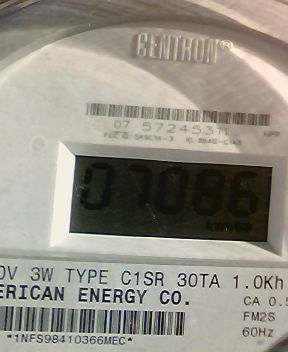 CENTRON®
07 57245311
07086
0V 3W TYPE C1SR 30TA 1.0Kh
ERICAN ENERGY CO.
CA 0.5
FM2S
60Hz
*1NFS98410366MEC*